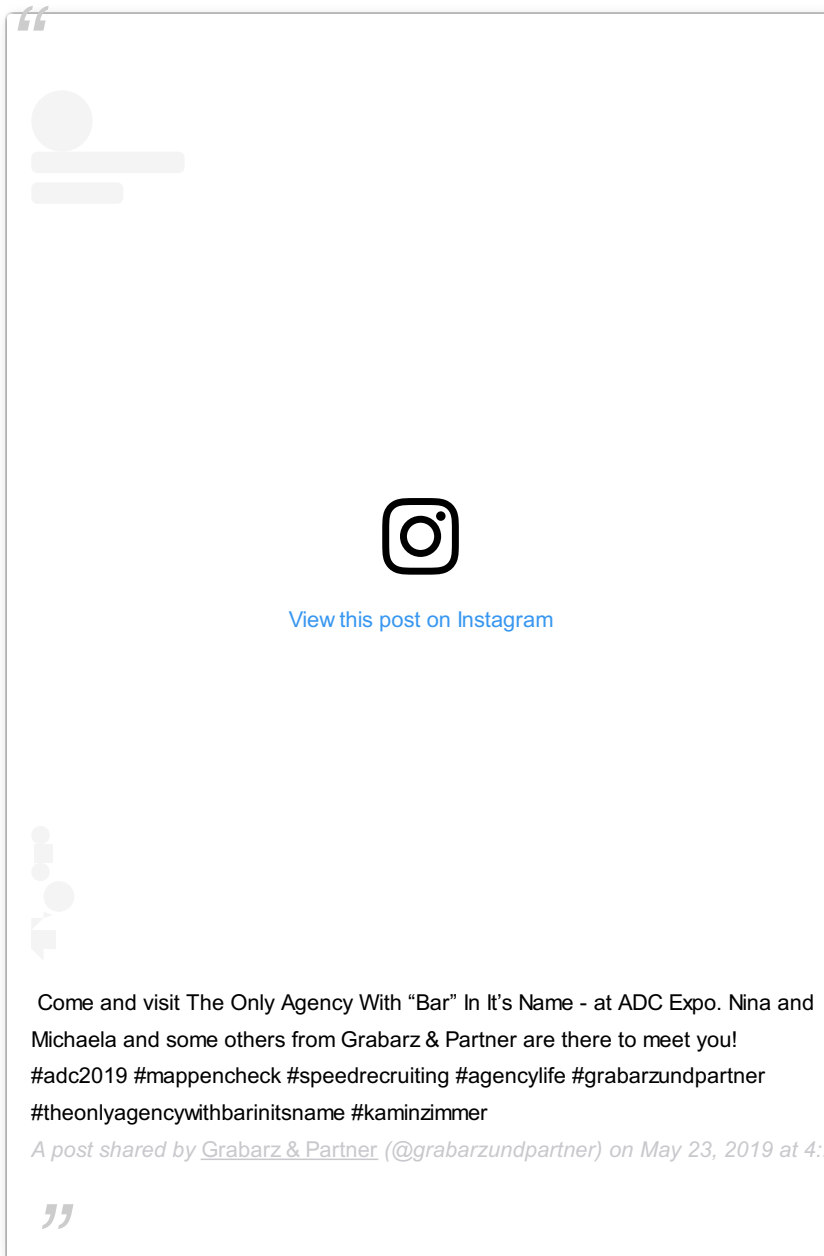 “
View this post on Instagram
Come and visit The Only Agency With “Bar” In It’s Name - at ADC Expo. Nina and
Michaela and some others from Grabarz & Partner are there to meet you!
#adc2019 #mappencheck #speedrecruiting #agencylife #grabarzundpartner
#theonlyagencywithbarinitsname #kaminzimmer
A post shared by Grabarz & Partner (@grabarzundpartner) on May 23, 2019 at 4:
”